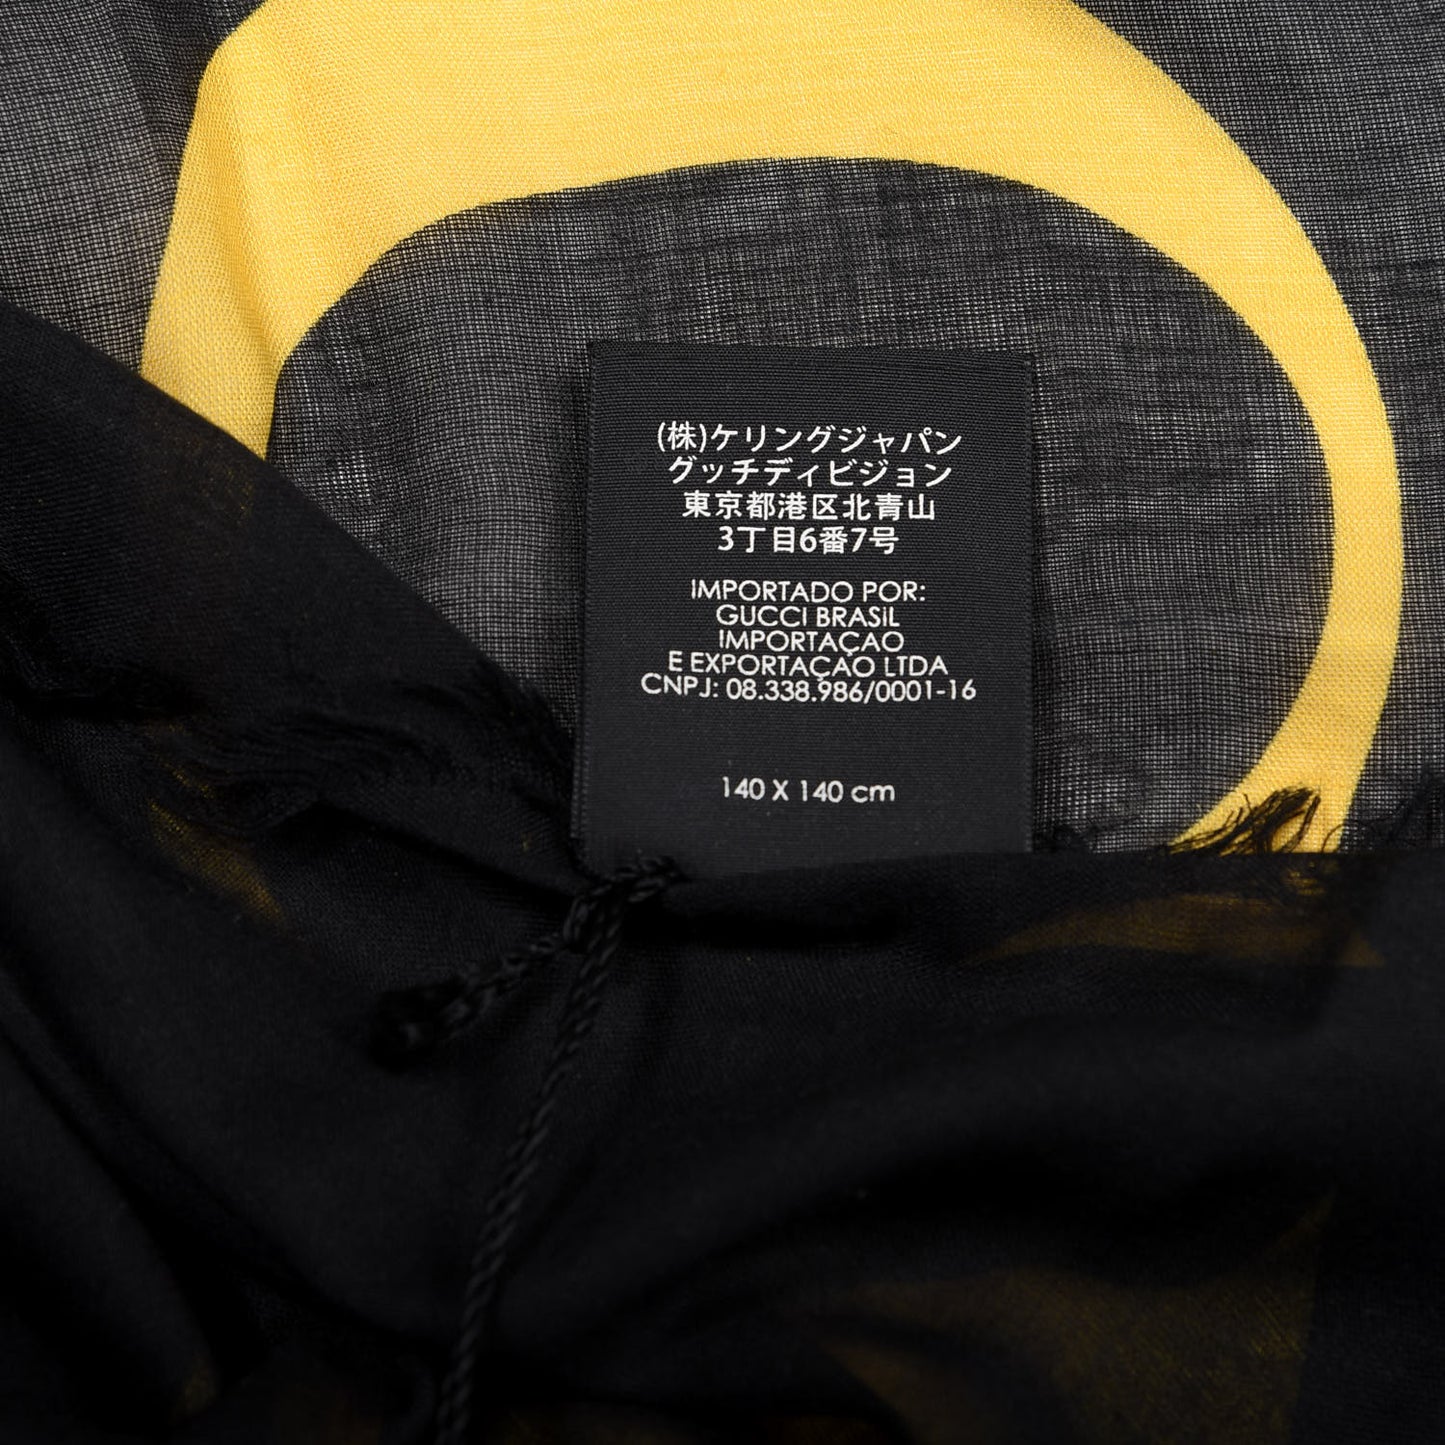 (株)ケリングジャパン
グッチディビジョン
東京都港区北青山
3丁目6番7号
IMPORTADO POR:
GUCCI BRASiL
IMPORTAÇAO
E EXPORTAÇAO LTDA
CNPJ: 08.338.986/0001-16
140 X 140 cm